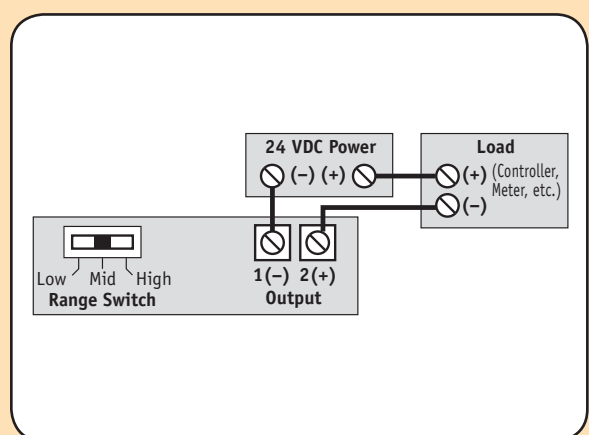 24 VDC Power
(–) (+)
Load
(+) (Controller,
Meter, etc.)
(–)
Low Mid High
Range Switch
1(–) 2(+)
Output